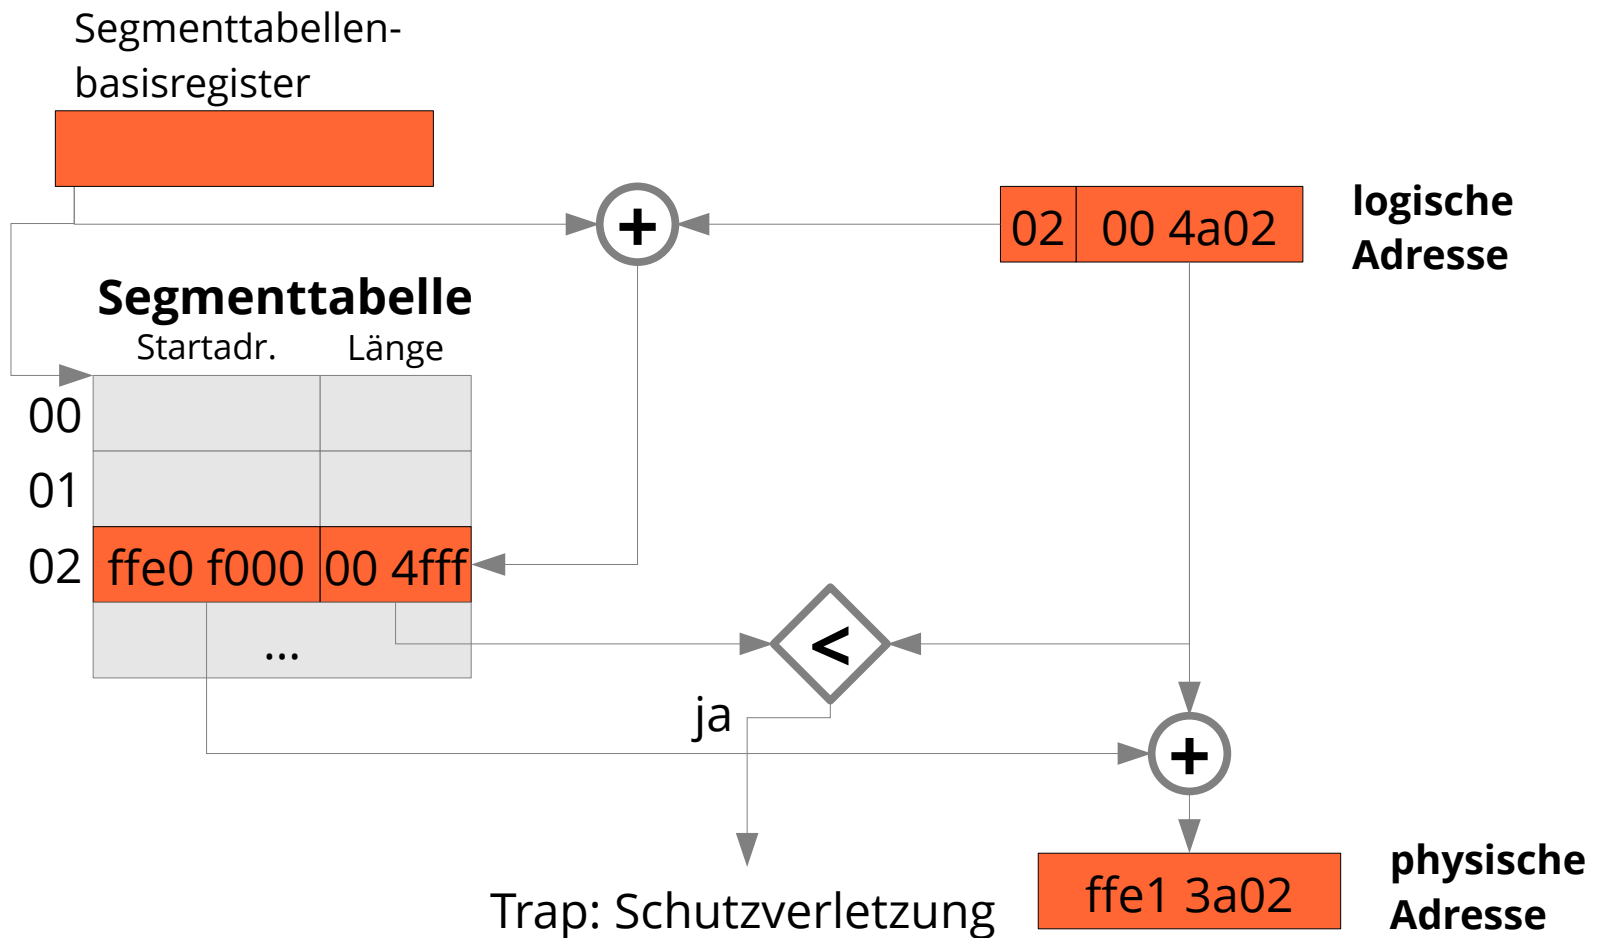 Segmenttabellen-
basisregister
+
02 00 4a02
logische
Adresse
Segmenttabelle
Startadr. Länge
00
01
02 ffe0 f000 00 4fff
...
<
ja
+
Trap: Schutzverletzung
ffe1 3a02
physische
Adresse